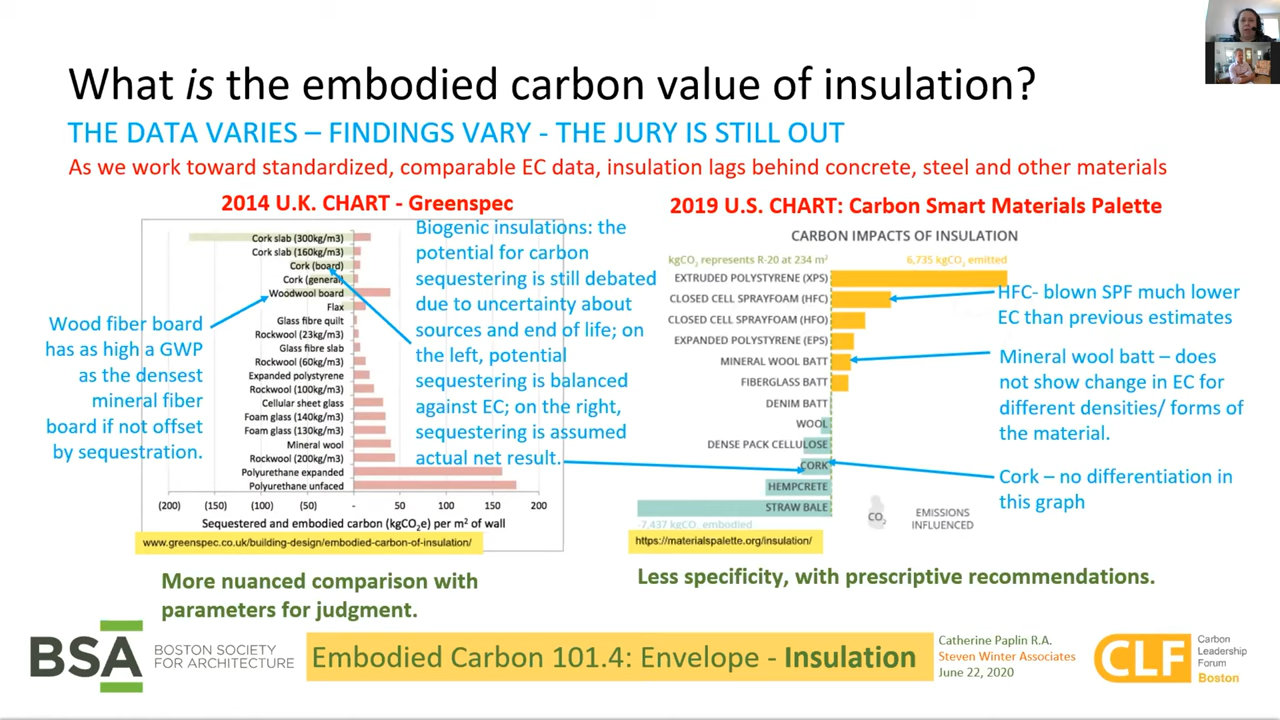 What is the embodied carbon value of insulation?
THE DATA VARIES – FINDINGS VARY - THE JURY IS STILL OUT
As we work toward standardized, comparable EC data, insulation lags behind concrete, steel and other materials
2014 U.K. CHART - Greenspec
Cork slab (300kg/m3)
Cork slab (160kg/m3)
Cork (board)
Cork (general)
Woodwool board
Flax
Glass fibre quilt
Rockwool (23kg/m3)
Glass fibre slab
Rockwool (60kg/m3)
Expanded polystyrene
Rockwool (100kg/m3)
Cellular sheet glass
Foam glass (140kg/m3)
Foam glass (130kg/m3)
Mineral wool
Rockwool (200kg/m3)
Polyurethane expanded
Polyurethane unfaced
(200) (150) (100) (50) - 50 100 150 200
Sequestered and embodied carbon (kgCO2e) per m² of wall
www.greenspec.co.uk/building-design/embodied-carbon-of-insulation/
Wood fiber board
has as high a GWP
as the densest
mineral fiber
board if not offset
by sequestration.
Biogenic insulations: the
potential for carbon
sequestering is still debated
due to uncertainty about
sources and end of life; on
the left, potential
sequestering is balanced
against EC; on the right,
sequestering is assumed
actual net result.
More nuanced comparison with
parameters for judgment.
2019 U.S. CHART: Carbon Smart Materials Palette
CARBON IMPACTS OF INSULATION
kgCO2 represents R-20 at 234 m²
6,735 kgCO2 emitted
EXTRUDED POLYSTYRENE (XPS)
CLOSED CELL SPRAYFOAM (HFC)
CLOSED CELL SPRAYFOAM (HFO)
EXPANDED POLYSTYRENE (EPS)
MINERAL WOOL BATT
FIBERGLASS BATT
DENIM BATT
WOOL
DENSE PACK CELLULOSE
CORK
HEMPCRETE
STRAW BALE
-7,437 kgCO2 embodied
CO2
EMISSIONS
INFLUENCED
https://materialspalette.org/insulation/
HFC- blown SPF much lower
EC than previous estimates
Mineral wool batt – does
not show change in EC for
different densities/ forms of
the material.
Cork – no differentiation in
this graph
Less specificity, with prescriptive recommendations.
BSA
BOSTON SOCIETY
FOR ARCHITECTURE
Embodied Carbon 101.4: Envelope - Insulation
Catherine Paplin R.A.
Steven Winter Associates
June 22, 2020
CLF
Carbon
Leadership
Forum
Boston